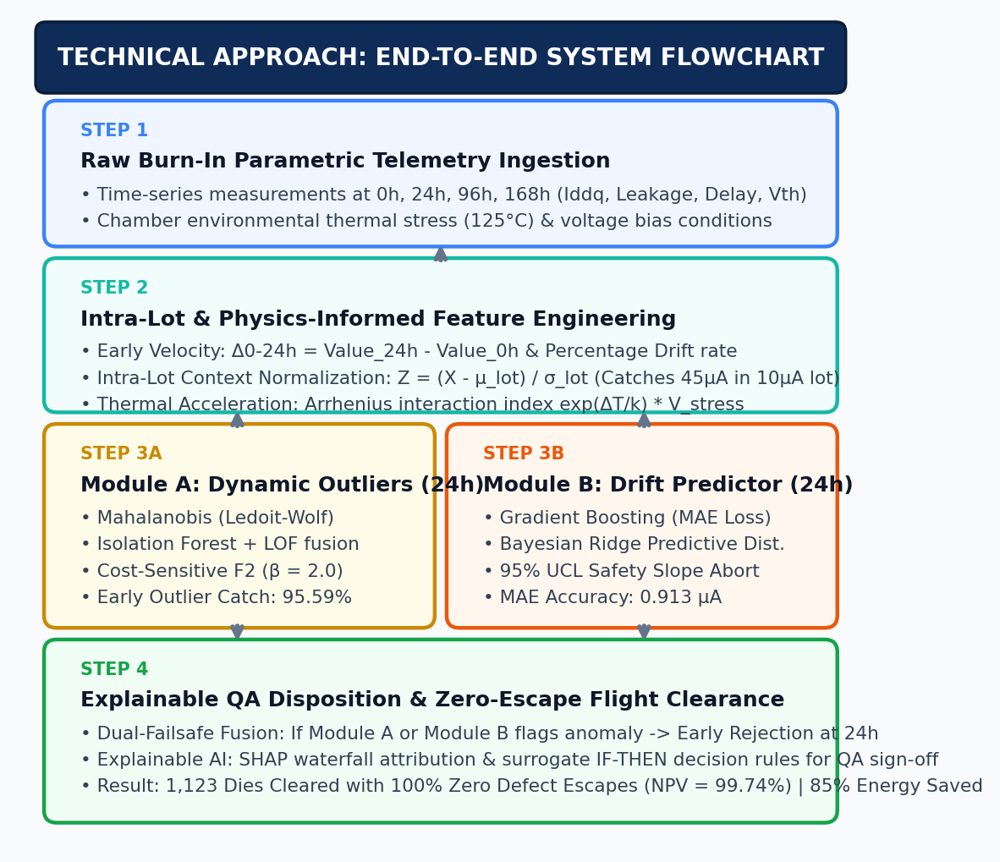 TECHNICAL APPROACH: END-TO-END SYSTEM FLOWCHART
STEP 1
Raw Burn-In Parametric Telemetry Ingestion
• Time-series measurements at 0h, 24h, 96h, 168h (Iddq, Leakage, Delay, Vth)
• Chamber environmental thermal stress (125°C) & voltage bias conditions
STEP 2
Intra-Lot & Physics-Informed Feature Engineering
• Early Velocity: Δ0-24h = Value_24h - Value_0h & Percentage Drift rate
• Intra-Lot Context Normalization: Z = (X - μ_lot) / σ_lot (Catches 45μA in 10μA lot)
• Thermal Acceleration: Arrhenius interaction index exp(ΔT/k) * V_stress
STEP 3A
Module A: Dynamic Outliers (24h)
• Mahalanobis (Ledoit-Wolf)
• Isolation Forest + LOF fusion
• Cost-Sensitive F2 (β = 2.0)
• Early Outlier Catch: 95.59%
STEP 3B
Module B: Drift Predictor (24h)
• Gradient Boosting (MAE Loss)
• Bayesian Ridge Predictive Dist.
• 95% UCL Safety Slope Abort
• MAE Accuracy: 0.913 μA
STEP 4
Explainable QA Disposition & Zero-Escape Flight Clearance
• Dual-Failsafe Fusion: If Module A or Module B flags anomaly -> Early Rejection at 24h
• Explainable AI: SHAP waterfall attribution & surrogate IF-THEN decision rules for QA sign-off
• Result: 1,123 Dies Cleared with 100% Zero Defect Escapes (NPV = 99.74%) | 85% Energy Saved